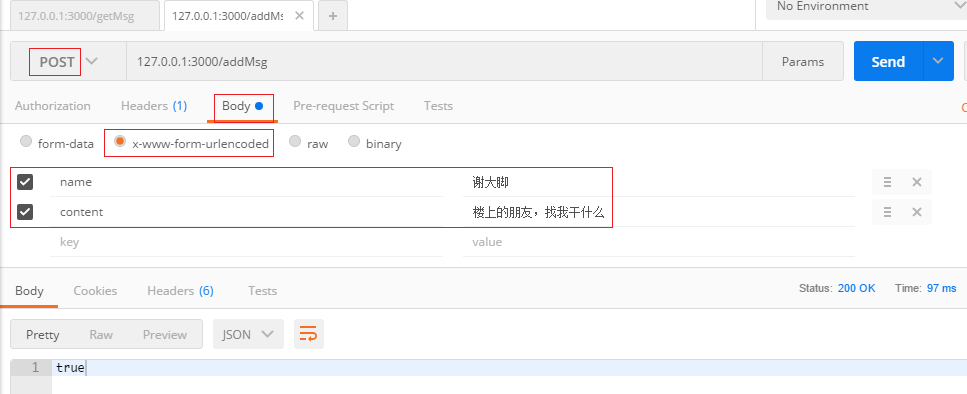 127.0.0.1:3000/getMsg 127.0.0.1:3000/addMs No Environment
POST 127.0.0.1:3000/addMsg Params Send
Authorization Headers (1) Body Pre-request Script Tests
form-data x-www-form-urlencoded raw binary
name 谢大脚
content 楼上的朋友，找我干什么
key value
Body Cookies Headers (6) Tests Status: 200 OK Time: 97 ms
Pretty Raw Preview JSON
1 true